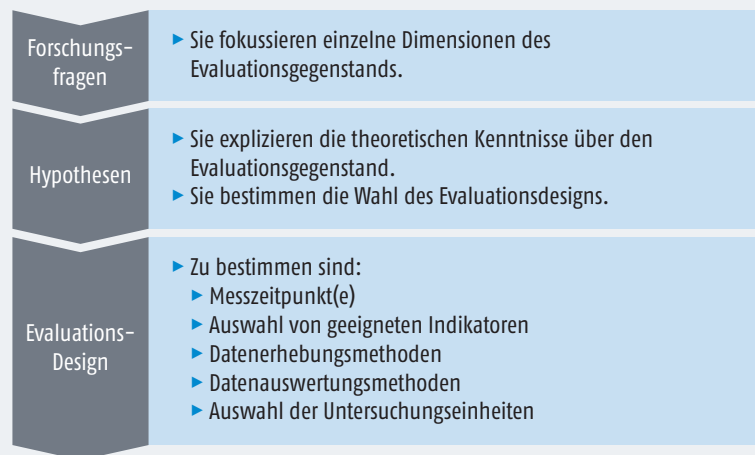 Forschungs-
fragen
▶ Sie fokussieren einzelne Dimensionen des
Evaluationsgegenstands.
Hypothesen
▶ Sie explizieren die theoretischen Kenntnisse über den
Evaluationsgegenstand.
▶ Sie bestimmen die Wahl des Evaluationsdesigns.
Evaluations-
Design
▶ Zu bestimmen sind:
▶ Messzeitpunkt(e)
▶ Auswahl von geeigneten Indikatoren
▶ Datenerhebungsmethoden
▶ Datenauswertungsmethoden
▶ Auswahl der Untersuchungseinheiten